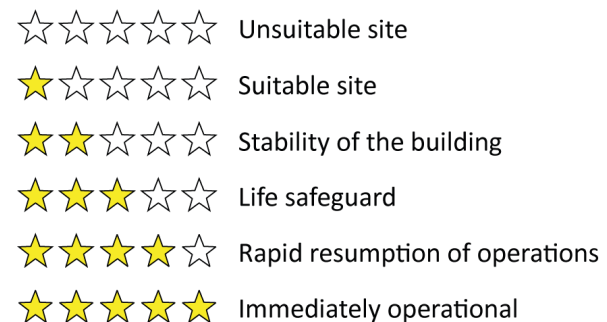 Unsuitable site
Suitable site
Stability of the building
Life safeguard
Rapid resumption of operations
Immediately operational